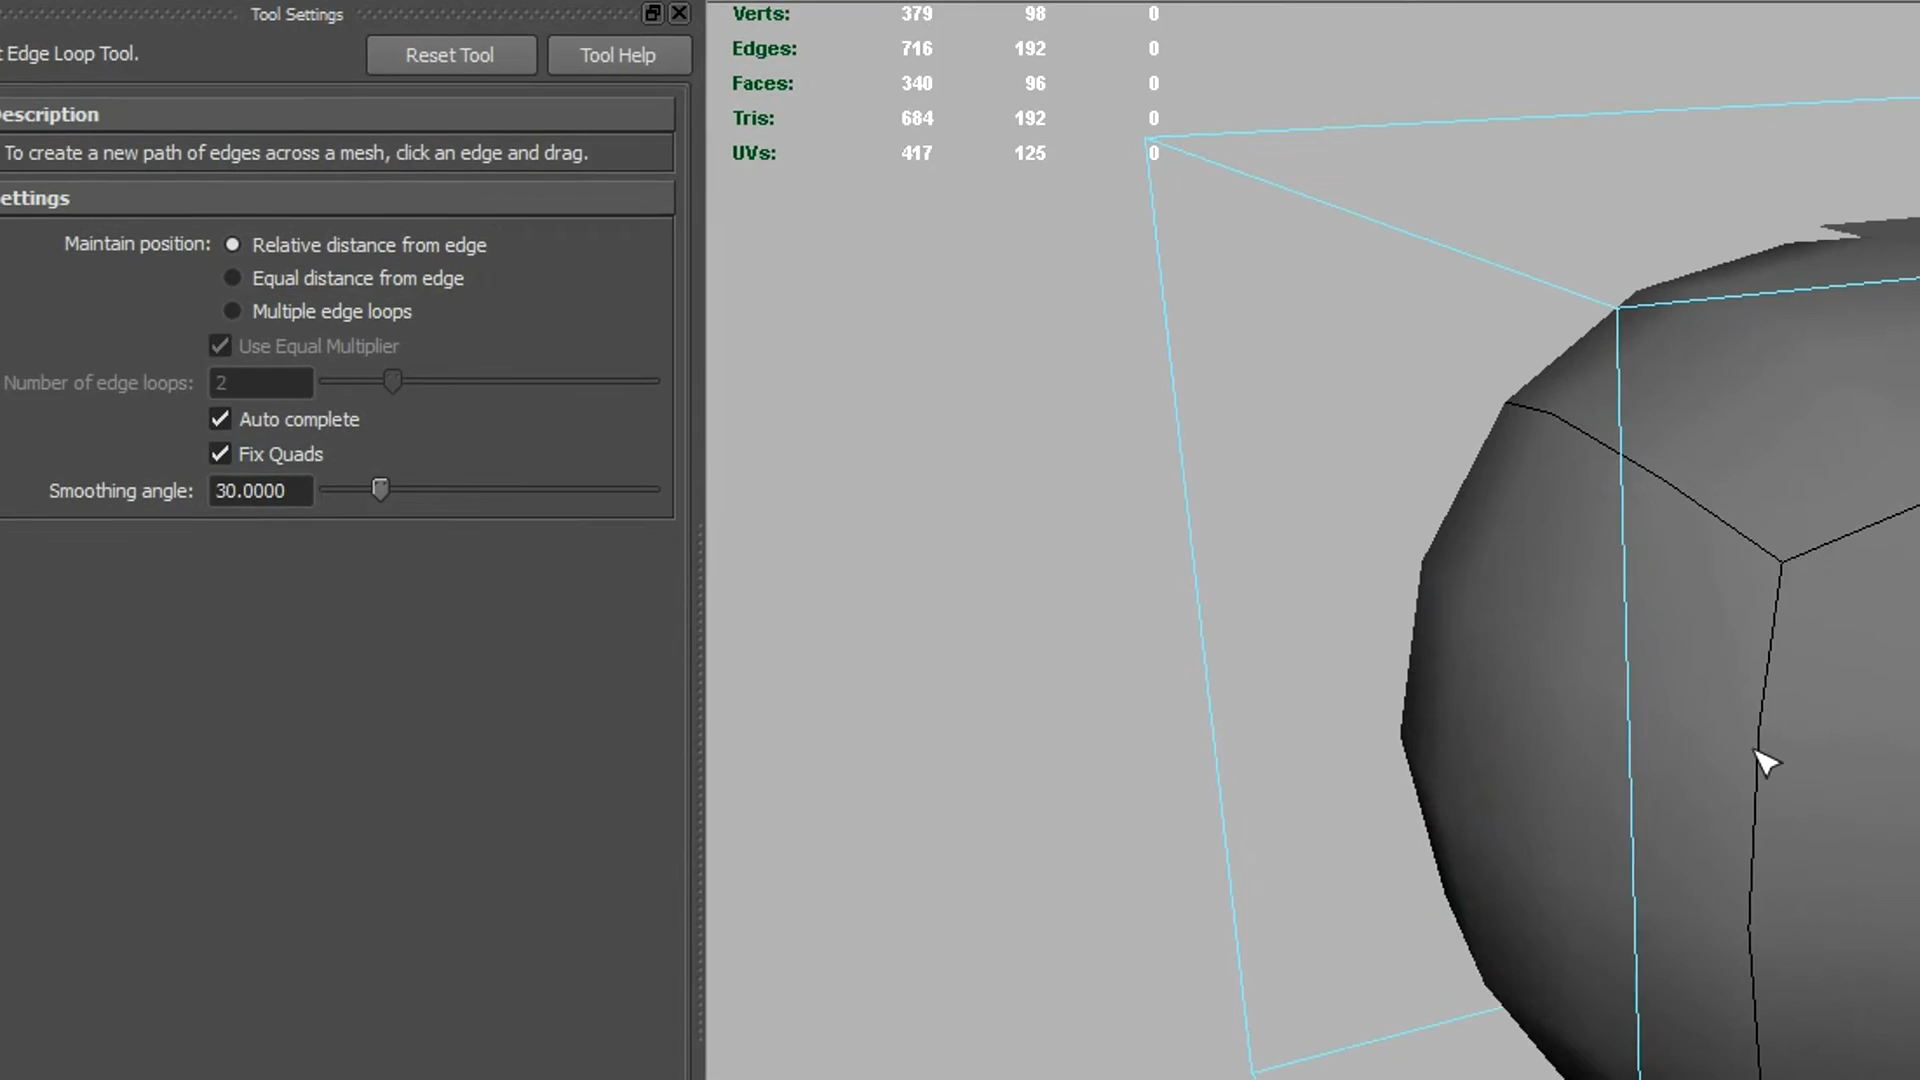 Tool Settings
t Edge Loop Tool.
Reset Tool
Tool Help
escription
To create a new path of edges across a mesh, click an edge and drag.
ettings
Maintain position: Relative distance from edge
Equal distance from edge
Multiple edge loops
Use Equal Multiplier
Number of edge loops: 2
Auto complete
Fix Quads
Smoothing angle: 30.0000
Verts: 379 98 0
Edges: 716 192 0
Faces: 340 96 0
Tris: 684 192 0
UVs: 417 125 0